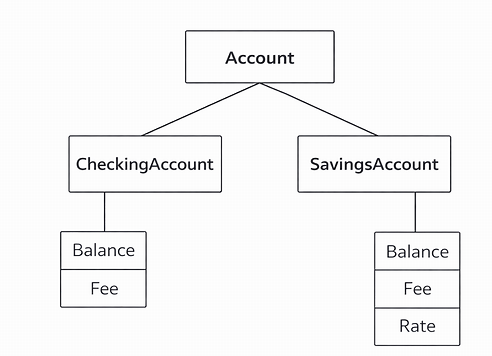 Account
CheckingAccount
SavingsAccount
Balance
Fee
Balance
Fee
Rate